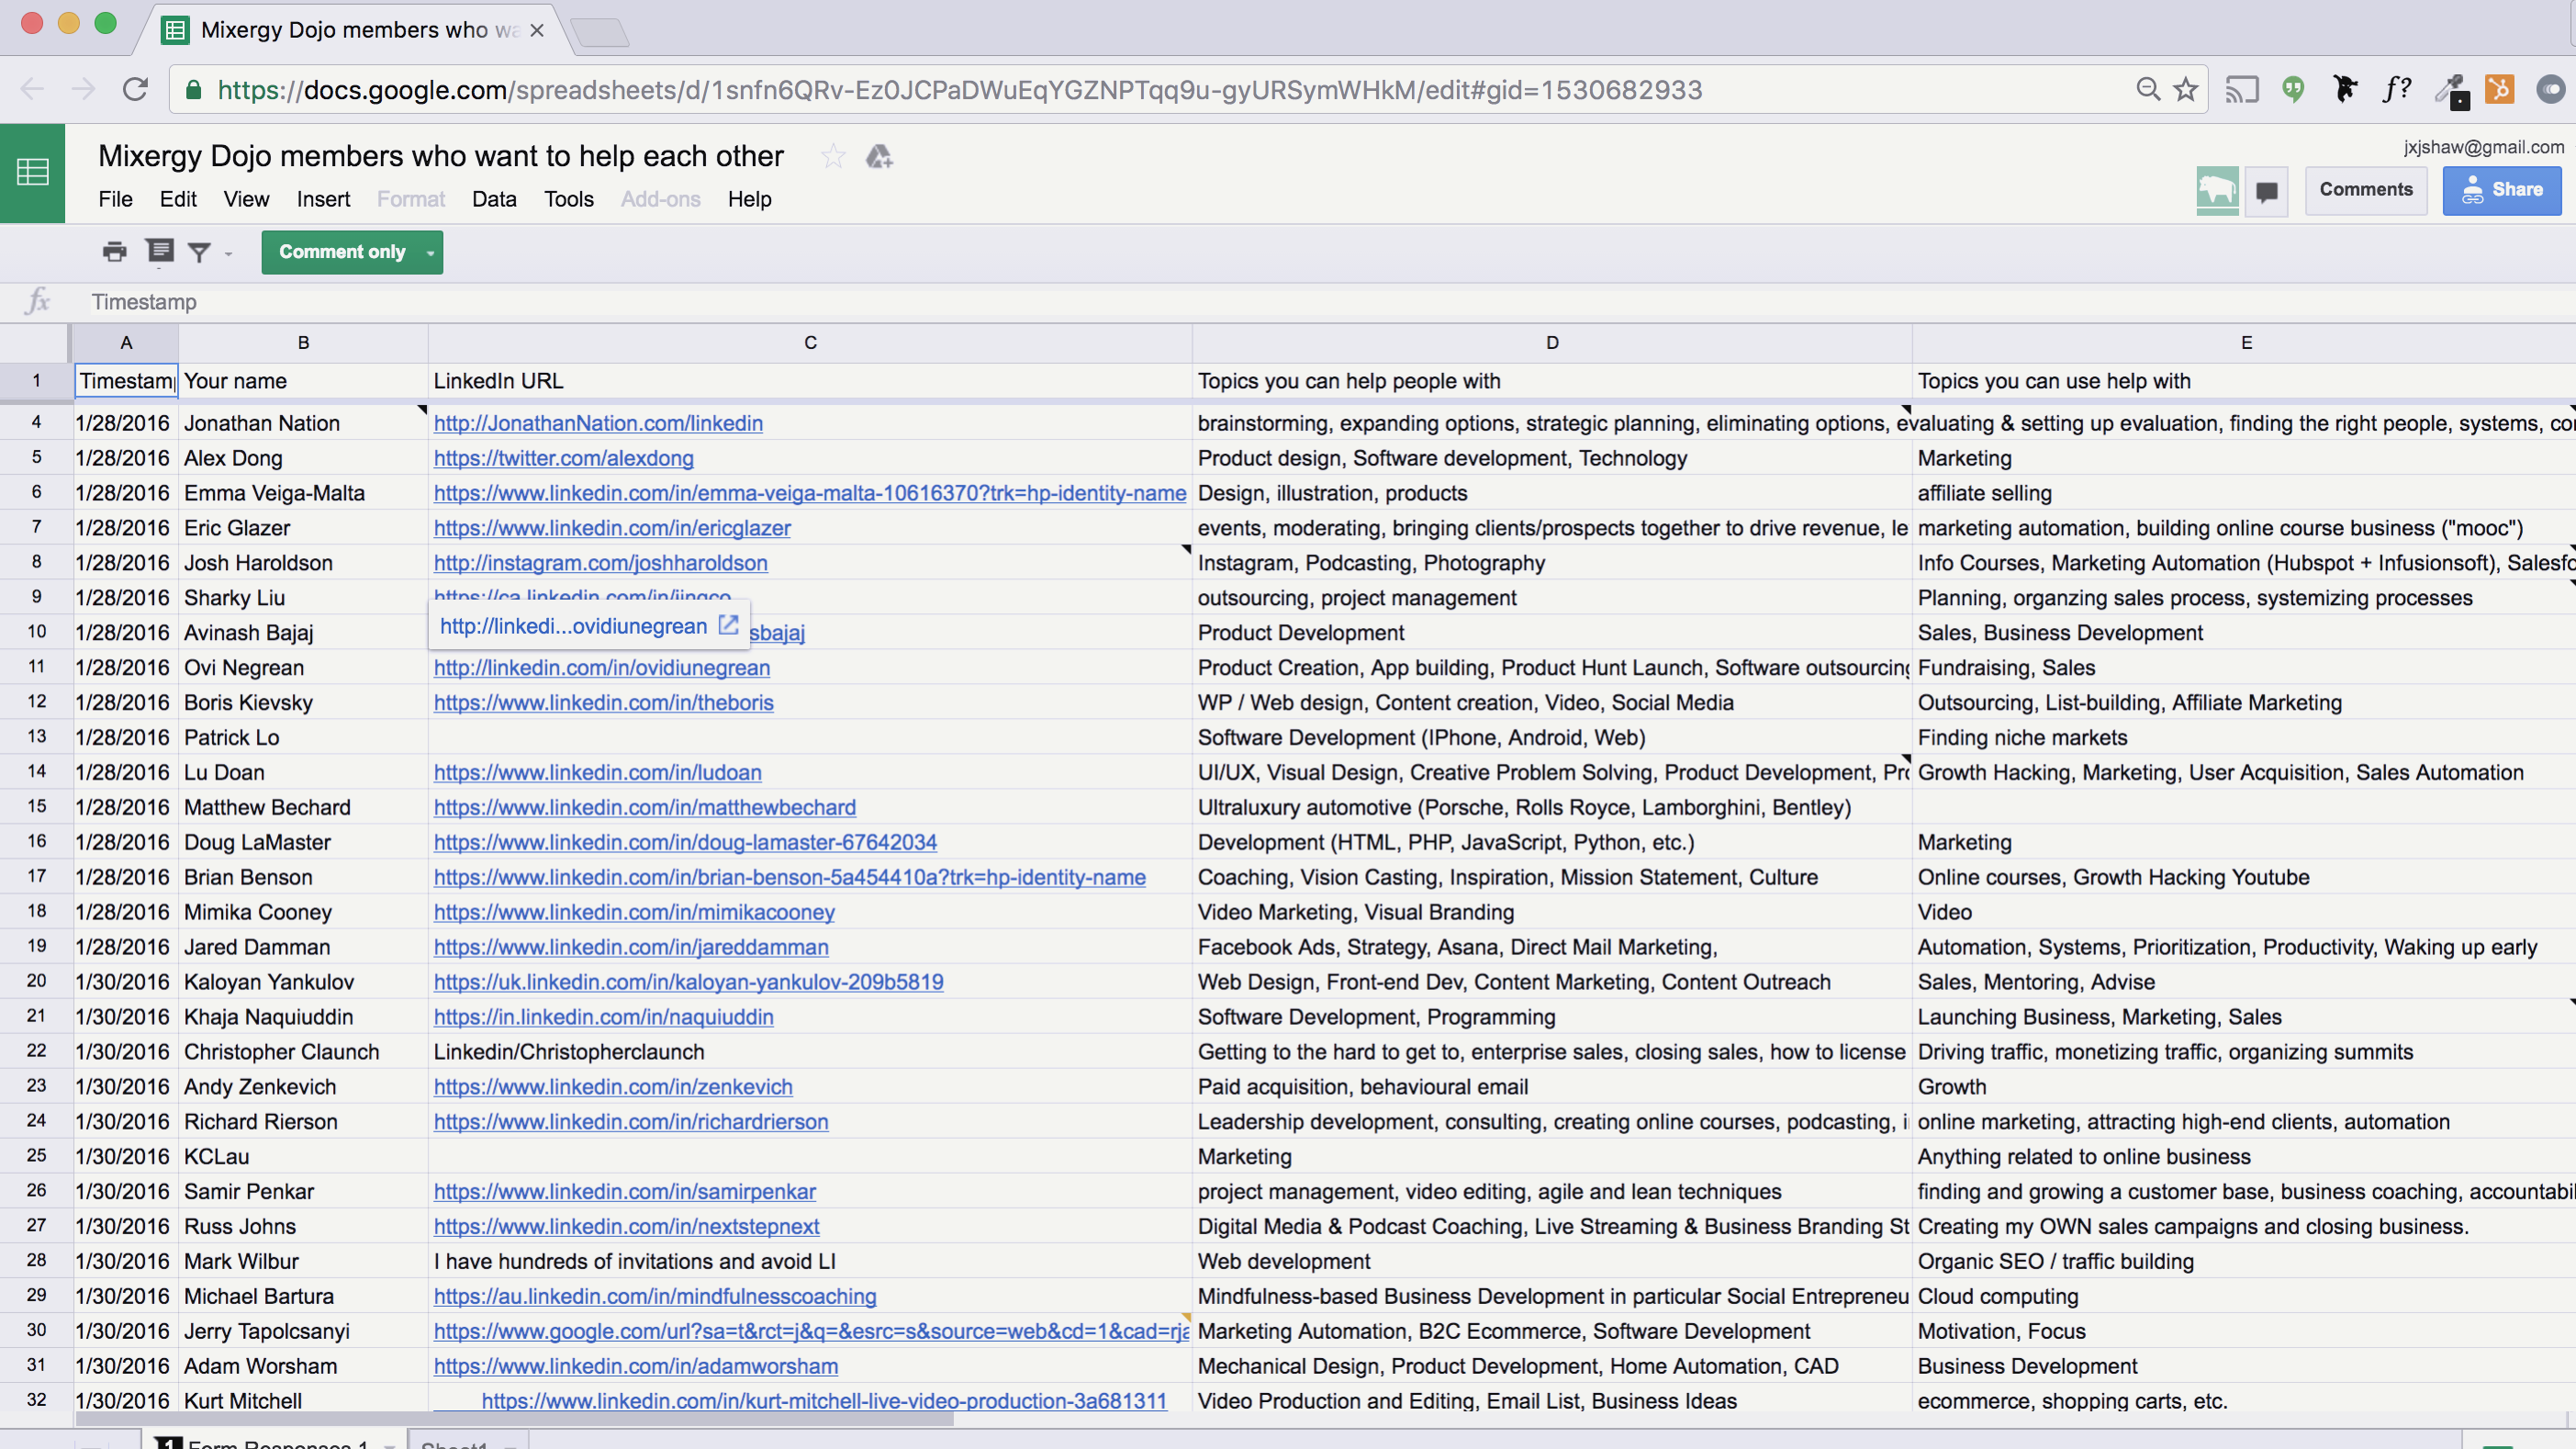 Mixergy Dojo members who wa
https://docs.google.com/spreadsheets/d/1snfn6QRv-Ez0JCPaDWuEqYGZNPTqq9u-gyURSymWHkM/edit#gid=1530682933
f?
Mixergy Dojo members who want to help each other
jxjshaw@gmail.com
File Edit View Insert Format Data Tools Add-ons Help
Comments Share
Comment only
fx Timestamp
A B C D E
1 Timestamp Your name LinkedIn URL Topics you can help people with Topics you can use help with
4 1/28/2016 Jonathan Nation http://JonathanNation.com/linkedin brainstorming, expanding options, strategic planning, eliminating options, evaluating & setting up evaluation, finding the right people, systems, co
5 1/28/2016 Alex Dong https://twitter.com/alexdong Product design, Software development, Technology Marketing
6 1/28/2016 Emma Veiga-Malta https://www.linkedin.com/in/emma-veiga-malta-10616370?trk=hp-identity-name Design, illustration, products affiliate selling
7 1/28/2016 Eric Glazer https://www.linkedin.com/in/ericglazer events, moderating, bringing clients/prospects together to drive revenue, le marketing automation, building online course business ("mooc")
8 1/28/2016 Josh Haroldson http://instagram.com/joshharoldson Instagram, Podcasting, Photography Info Courses, Marketing Automation (Hubspot + Infusionsoft), Salesfo
9 1/28/2016 Sharky Liu https://ca.linkedin.com/in/jingco outsourcing, project management Planning, organzing sales process, systemizing processes
10 1/28/2016 Avinash Bajaj http://linkedi...ovidiunegrean sbajaj Product Development Sales, Business Development
11 1/28/2016 Ovi Negrean http://linkedin.com/in/ovidiunegrean Product Creation, App building, Product Hunt Launch, Software outsourcing Fundraising, Sales
12 1/28/2016 Boris Kievsky https://www.linkedin.com/in/theboris WP / Web design, Content creation, Video, Social Media Outsourcing, List-building, Affiliate Marketing
13 1/28/2016 Patrick Lo Software Development (IPhone, Android, Web) Finding niche markets
14 1/28/2016 Lu Doan https://www.linkedin.com/in/ludoan UI/UX, Visual Design, Creative Problem Solving, Product Development, Pro Growth Hacking, Marketing, User Acquisition, Sales Automation
15 1/28/2016 Matthew Bechard https://www.linkedin.com/in/matthewbechard Ultraluxury automotive (Porsche, Rolls Royce, Lamborghini, Bentley)
16 1/28/2016 Doug LaMaster https://www.linkedin.com/in/doug-lamaster-67642034 Development (HTML, PHP, JavaScript, Python, etc.) Marketing
17 1/28/2016 Brian Benson https://www.linkedin.com/in/brian-benson-5a454410a?trk=hp-identity-name Coaching, Vision Casting, Inspiration, Mission Statement, Culture Online courses, Growth Hacking Youtube
18 1/28/2016 Mimika Cooney https://www.linkedin.com/in/mimikacooney Video Marketing, Visual Branding Video
19 1/28/2016 Jared Damman https://www.linkedin.com/in/jareddamman Facebook Ads, Strategy, Asana, Direct Mail Marketing, Automation, Systems, Prioritization, Productivity, Waking up early
20 1/30/2016 Kaloyan Yankulov https://uk.linkedin.com/in/kaloyan-yankulov-209b5819 Web Design, Front-end Dev, Content Marketing, Content Outreach Sales, Mentoring, Advise
21 1/30/2016 Khaja Naquiuddin https://in.linkedin.com/in/naquiuddin Software Development, Programming Launching Business, Marketing, Sales
22 1/30/2016 Christopher Claunch Linkedin/Christopherclaunch Getting to the hard to get to, enterprise sales, closing sales, how to license Driving traffic, monetizing traffic, organizing summits
23 1/30/2016 Andy Zenkevich https://www.linkedin.com/in/zenkevich Paid acquisition, behavioural email Growth
24 1/30/2016 Richard Rierson https://www.linkedin.com/in/richardrierson Leadership development, consulting, creating online courses, podcasting, i online marketing, attracting high-end clients, automation
25 1/30/2016 KCLau Marketing Anything related to online business
26 1/30/2016 Samir Penkar https://www.linkedin.com/in/samirpenkar project management, video editing, agile and lean techniques finding and growing a customer base, business coaching, accountabil
27 1/30/2016 Russ Johns https://www.linkedin.com/in/nextstepnext Digital Media & Podcast Coaching, Live Streaming & Business Branding St Creating my OWN sales campaigns and closing business.
28 1/30/2016 Mark Wilbur I have hundreds of invitations and avoid LI Web development Organic SEO / traffic building
29 1/30/2016 Michael Bartura https://au.linkedin.com/in/mindfulnesscoaching Mindfulness-based Business Development in particular Social Entrepreneu Cloud computing
30 1/30/2016 Jerry Tapolcsanyi https://www.google.com/url?sa=t&rct=j&q=&esrc=s&source=web&cd=1&cad=rja Marketing Automation, B2C Ecommerce, Software Development Motivation, Focus
31 1/30/2016 Adam Worsham https://www.linkedin.com/in/adamworsham Mechanical Design, Product Development, Home Automation, CAD Business Development
32 1/30/2016 Kurt Mitchell https://www.linkedin.com/in/kurt-mitchell-live-video-production-3a681311 Video Production and Editing, Email List, Business Ideas ecommerce, shopping carts, etc.
1 Form Responses 1 Sheet1